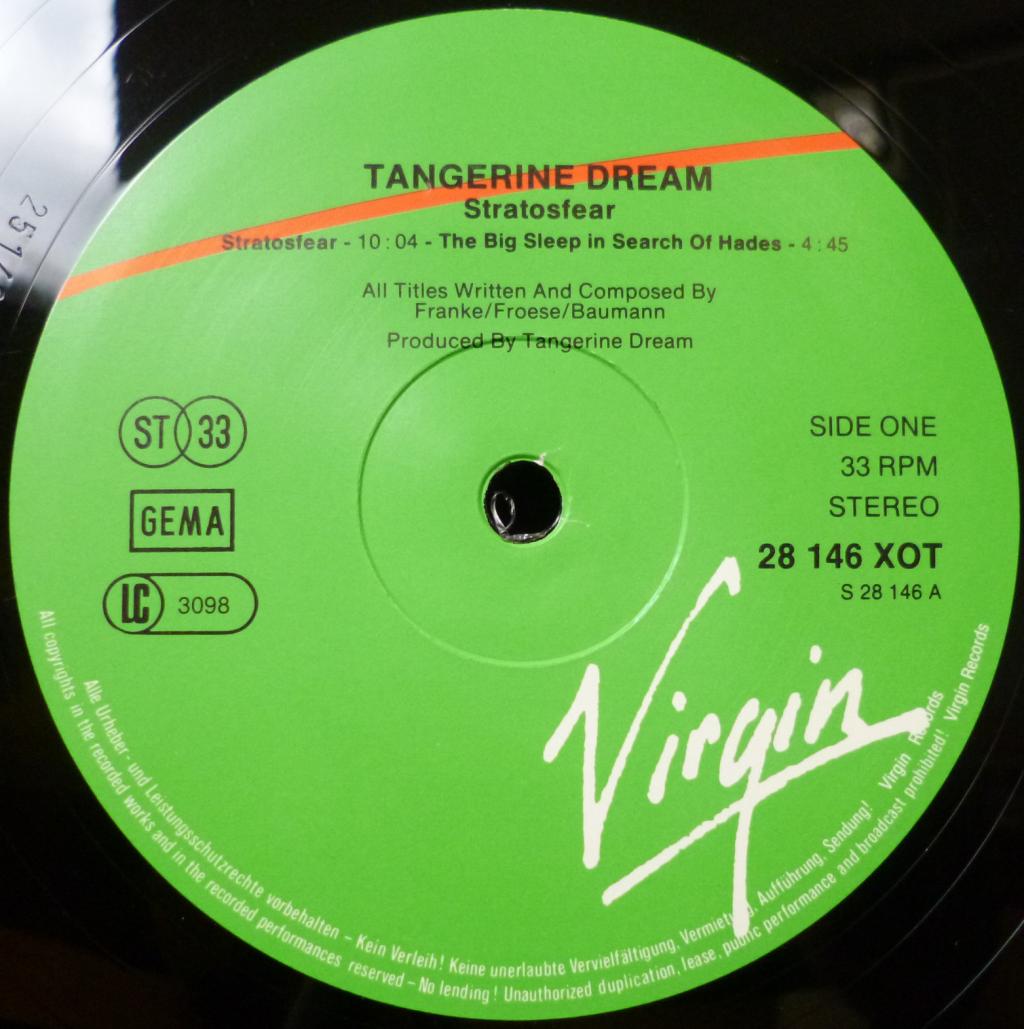 TANGERINE DREAM
Stratosfear
Stratosfear - 10:04 - The Big Sleep in Search Of Hades - 4:45
All Titles Written And Composed By
Franke/Froese/Baumann
Produced By Tangerine Dream
ST 33
GEMA
LC 3098
SIDE ONE
33 RPM
STEREO
28 146 XOT
S 28 146 A
Virgin
Alle Urheber- und Leistungsschutzrechte vorbehalten – Kein Verleih! Keine unerlaubte Vervielfältigung, Vermietung, Aufführung, Sendung! Virgin Records
All copyrights in the recorded works and in the recorded performances reserved – No lending! Unauthorized duplication, lease, public performance and broadcast prohibited! Virgin Records